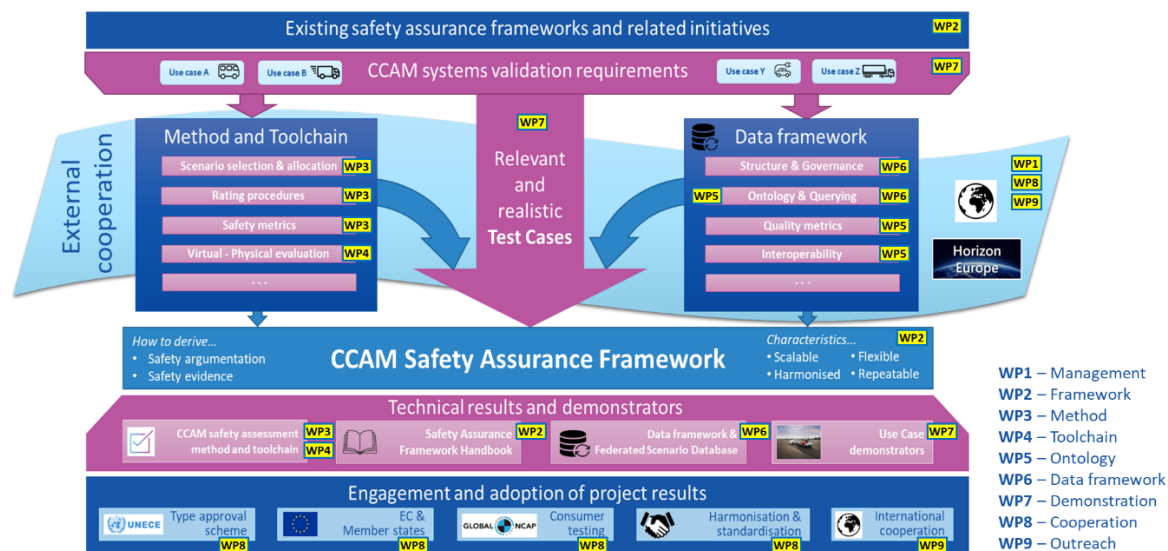 Existing safety assurance frameworks and related initiatives
WP2
Use case A
Use case B
CCAM systems validation requirements
Use case Y
Use case Z
WP7
External
cooperation
Method and Toolchain
Scenario selection & allocation
WP3
Rating procedures
WP3
Safety metrics
WP3
Virtual - Physical evaluation
WP4
...
WP7
Relevant
and
realistic
Test Cases
Data framework
Structure & Governance
WP6
WP5
Ontology & Querying
WP6
Quality metrics
WP5
Interoperability
WP5
...
WP1
WP8
WP9
Horizon
Europe
How to derive...
• Safety argumentation
• Safety evidence
CCAM Safety Assurance Framework
Characteristics...
WP2
• Scalable • Flexible
• Harmonised • Repeatable
Technical results and demonstrators
CCAM safety assessment
method and toolchain
WP3
WP4
Safety Assurance
Framework Handbook
WP2
Data framework &
Federated Scenario Database
WP6
Use Case
demonstrators
WP7
Engagement and adoption of project results
UNECE
Type approval
scheme
WP8
EC &
Member states
WP8
GLOBAL NCAP
Consumer
testing
WP8
Harmonisation &
standardisation
WP8
International
cooperation
WP9
WP1 – Management
WP2 – Framework
WP3 – Method
WP4 – Toolchain
WP5 – Ontology
WP6 – Data framework
WP7 – Demonstration
WP8 – Cooperation
WP9 – Outreach